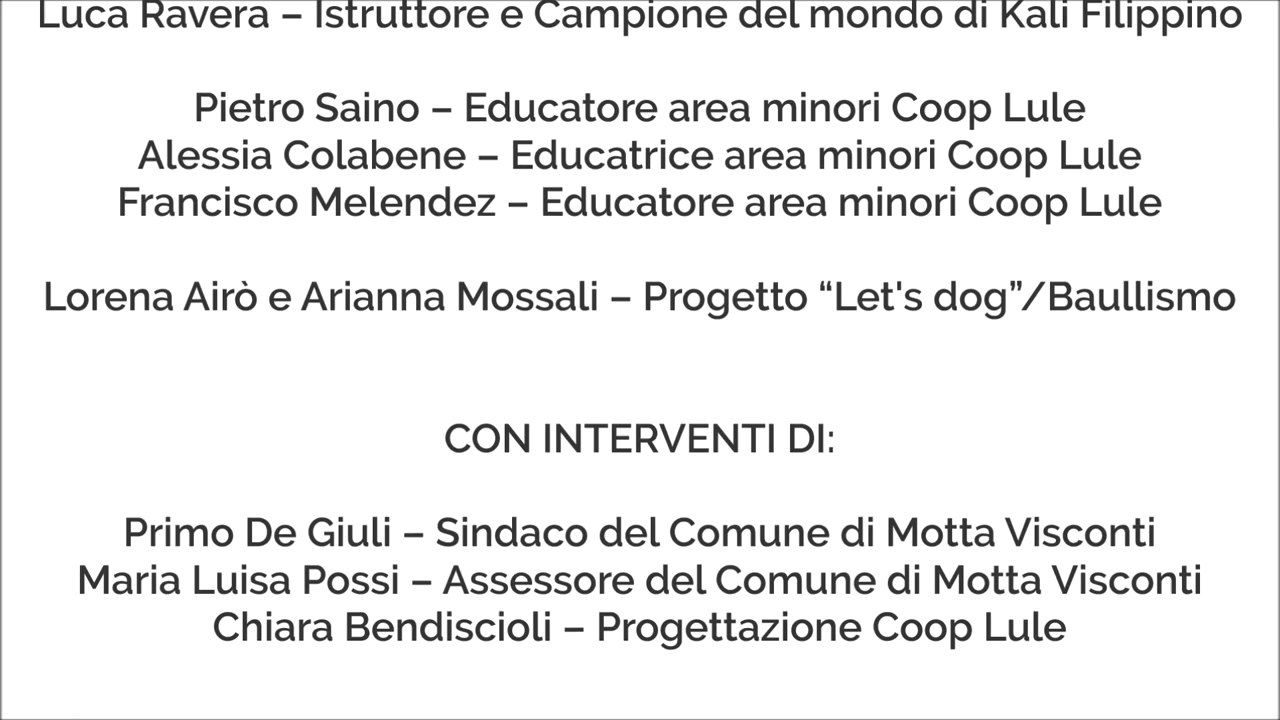 Luca Ravera – Istruttore e Campione del mondo di Kali Filippino
Pietro Saino – Educatore area minori Coop Lule
Alessia Colabene – Educatrice area minori Coop Lule
Francisco Melendez – Educatore area minori Coop Lule
Lorena Airò e Arianna Mossali – Progetto “Let's dog”/Baullismo
CON INTERVENTI DI:
Primo De Giuli – Sindaco del Comune di Motta Visconti
Maria Luisa Possi – Assessore del Comune di Motta Visconti
Chiara Bendiscioli – Progettazione Coop Lule